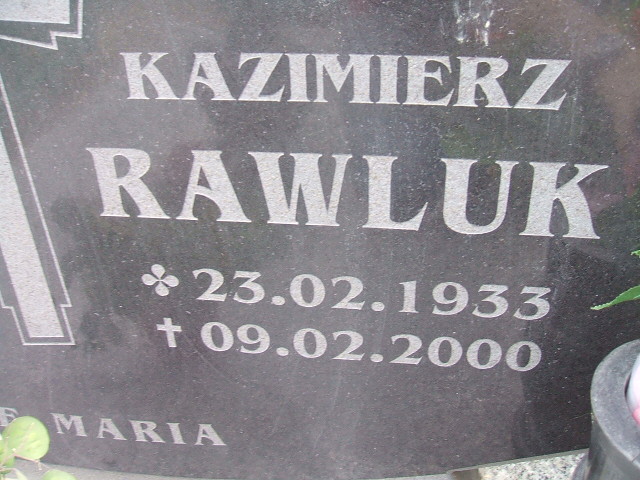 KAZIMIERZ
RAWLUK
23.02.1933
09.02.2000
MARIA